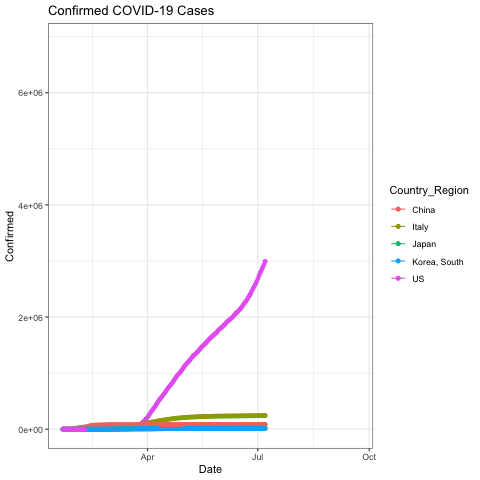 Confirmed COVID-19 Cases
6e+06
4e+06
2e+06
0e+00
Confirmed
Apr
Jul
Oct
Date
Country_Region
China
Italy
Japan
Korea, South
US